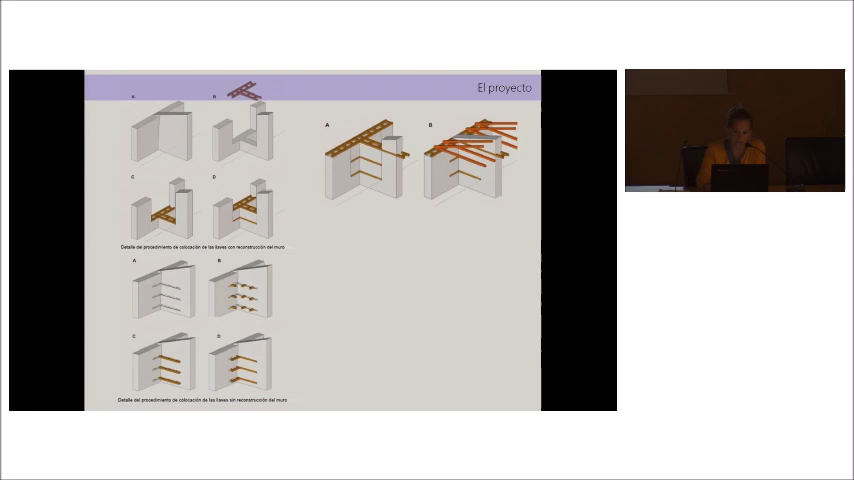 El proyecto
A
B
C
D
Detalle del procedimiento de colocación de las llaves con reconstrucción del muro
A
B
C
D
Detalle del procedimiento de colocación de las llaves sin reconstrucción del muro
A
B